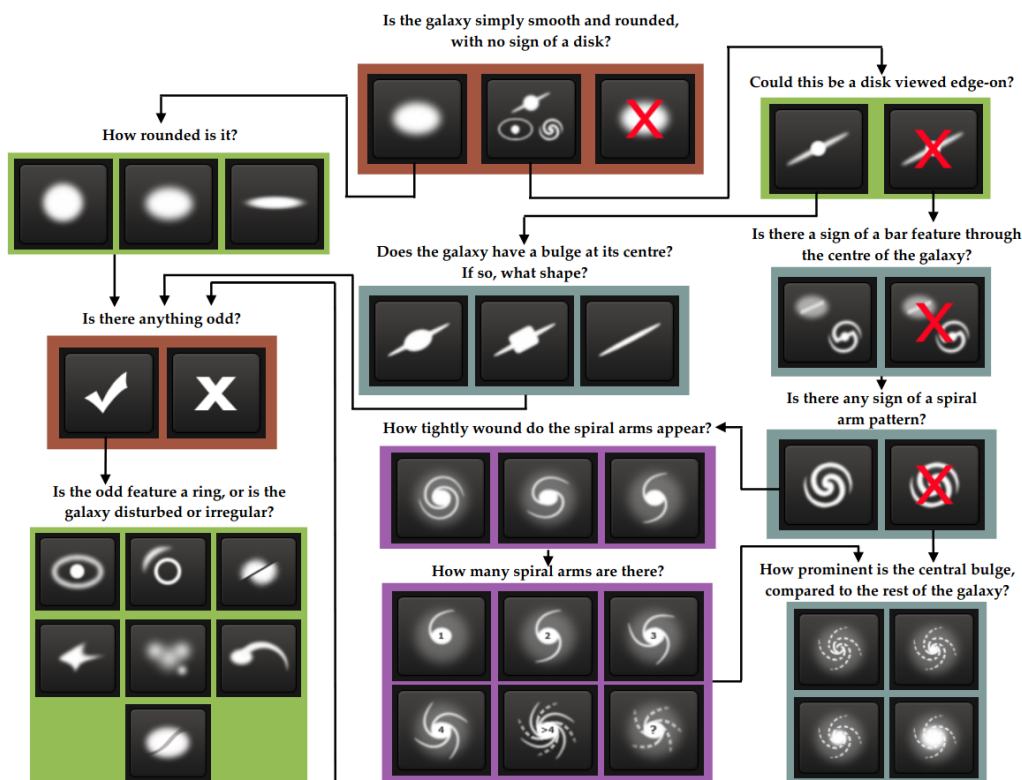 Is the galaxy simply smooth and rounded,
with no sign of a disk?
Could this be a disk viewed edge-on?
How rounded is it?
Is there a sign of a bar feature through
the centre of the galaxy?
Does the galaxy have a bulge at its centre?
If so, what shape?
Is there anything odd?
Is there any sign of a spiral
arm pattern?
How tightly wound do the spiral arms appear?
Is the odd feature a ring, or is the
galaxy disturbed or irregular?
How many spiral arms are there?
How prominent is the central bulge,
compared to the rest of the galaxy?
1
2
3
4
>4
?